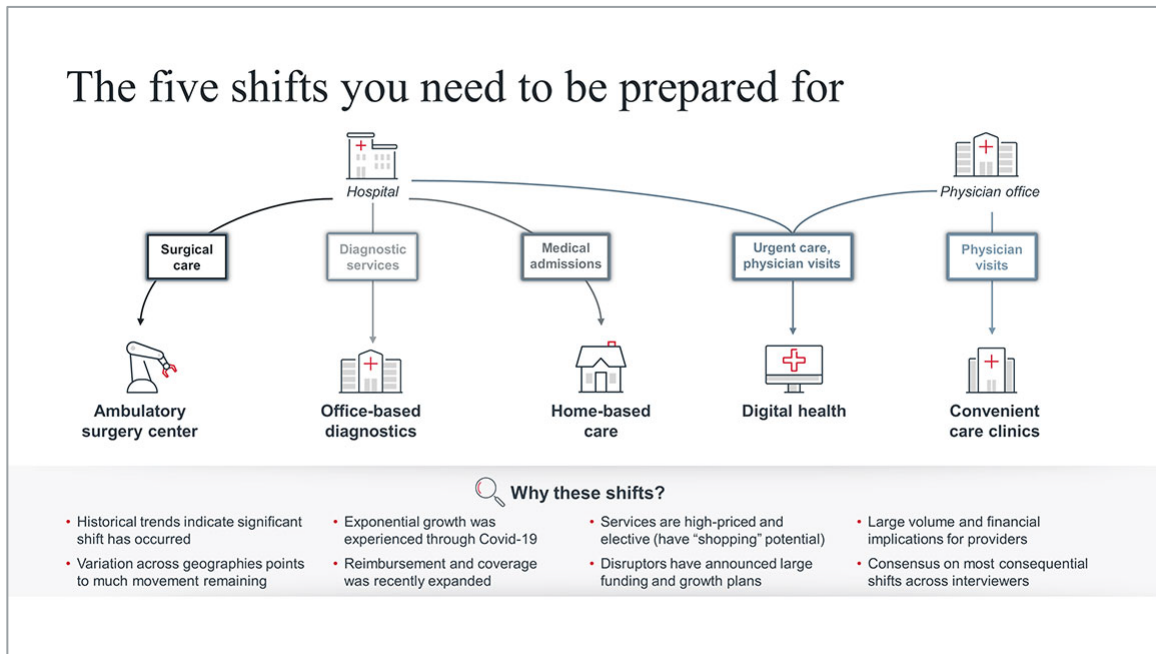 The five shifts you need to be prepared for
Hospital
Physician office
Surgical
care
Diagnostic
services
Medical
admissions
Urgent care,
physician visits
Physician
visits
Ambulatory
surgery center
Office-based
diagnostics
Home-based
care
Digital health
Convenient
care clinics
Why these shifts?
• Historical trends indicate significant
shift has occurred
• Variation across geographies points
to much movement remaining
• Exponential growth was
experienced through Covid-19
• Reimbursement and coverage
was recently expanded
• Services are high-priced and
elective (have “shopping” potential)
• Disruptors have announced large
funding and growth plans
• Large volume and financial
implications for providers
• Consensus on most consequential
shifts across interviewers